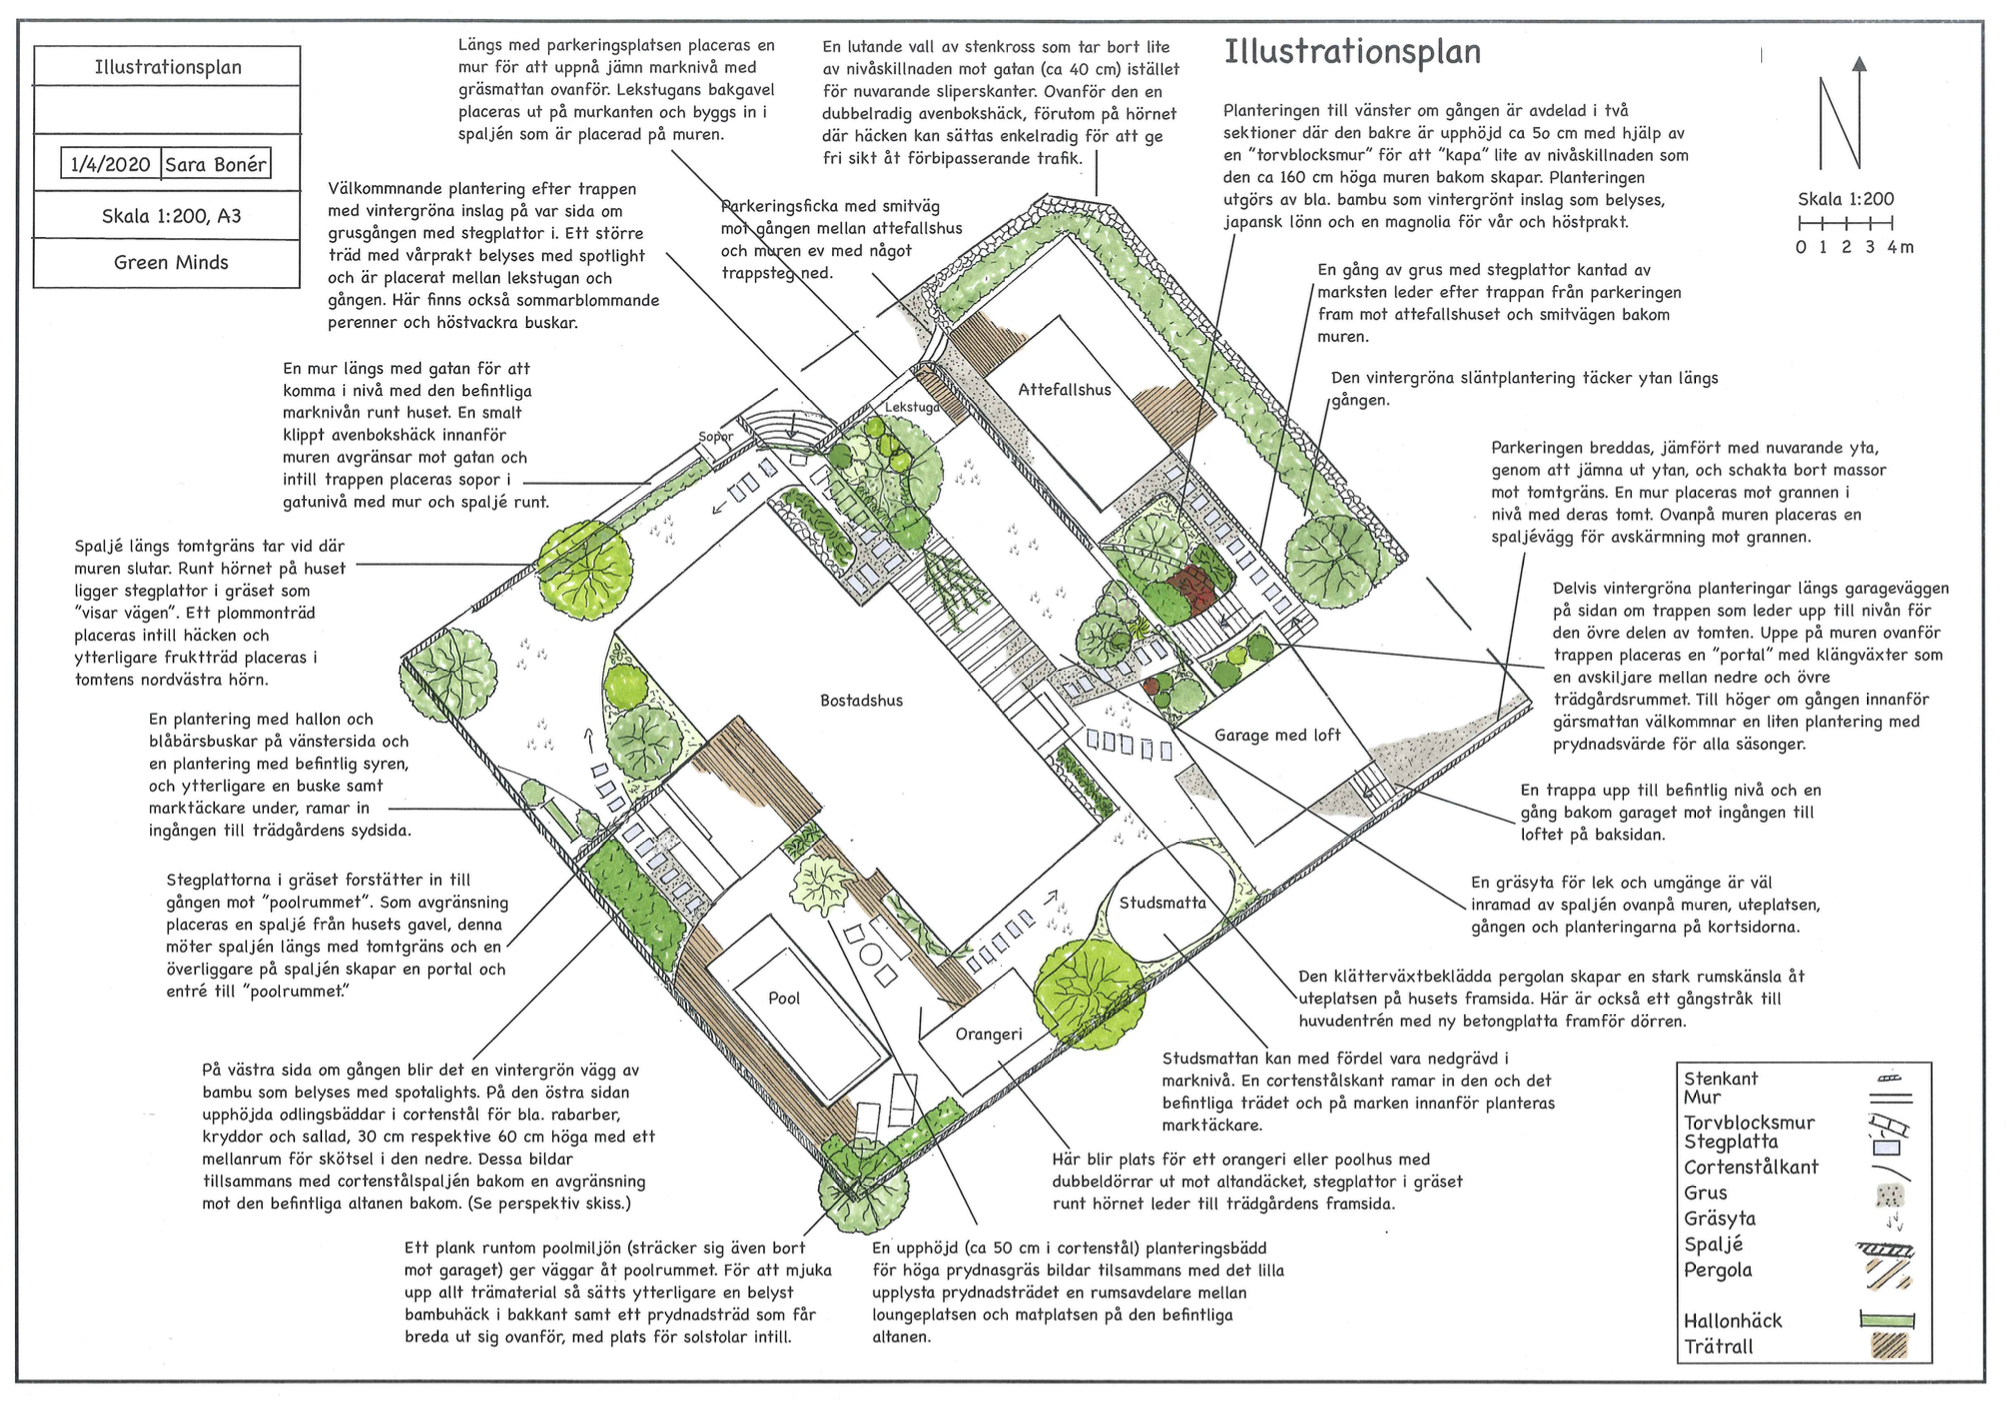 Illustrationsplan
1/4/2020 Sara Bonér
Skala 1:200, A3
Green Minds
Längs med parkeringsplatsen placeras en
mur för att uppnå jämn marknivå med
gräsmattan ovanför. Lekstugans bakgavel
placeras ut på murkanten och byggs in i
spaljén som är placerad på muren.
En lutande vall av stenkross som tar bort lite
av nivåskillnaden mot gatan (ca 40 cm) istället
för nuvarande sliperskanter. Ovanför den en
dubbelradig avenbokshäck, förutom på hörnet
där häcken kan sättas enkelradig för att ge
fri sikt åt förbipasserande trafik.
Illustrationsplan
Planteringen till vänster om gången är avdelad i två
sektioner där den bakre är upphöjd ca 5o cm med hjälp av
en "torvblocksmur" för att "kapa" lite av nivåskillnaden som
den ca 160 cm höga muren bakom skapar. Planteringen
utgörs av bla. bambu som vintergrönt inslag som belyses,
japansk lönn och en magnolia för vår och höstprakt.
N
Skala 1:200
0 1 2 3 4m
Välkommnande plantering efter trappen
med vintergröna inslag på var sida om
grusgången med stegplattor i. Ett större
träd med vårprakt belyses med spotlight
och är placerat mellan lekstugan och
gången. Här finns också sommarblommande
perenner och höstvackra buskar.
Parkeringsficka med smitväg
mot gången mellan attefallshus
och muren ev med något
trappsteg ned.
En gång av grus med stegplattor kantad av
marksten leder efter trappan från parkeringen
fram mot attefallshuset och smitvägen bakom
muren.
Den vintergröna släntplantering täcker ytan längs
gången.
En mur längs med gatan för att
komma i nivå med den befintliga
marknivån runt huset. En smalt
klippt avenbokshäck innanför
muren avgränsar mot gatan och
intill trappen placeras sopor i
gatunivå med mur och spaljé runt.
Parkeringen breddas, jämfört med nuvarande yta,
genom att jämna ut ytan, och schakta bort massor
mot tomtgräns. En mur placeras mot grannen i
nivå med deras tomt. Ovanpå muren placeras en
spaljévägg för avskärmning mot grannen.
Spaljé längs tomtgräns tar vid där
muren slutar. Runt hörnet på huset
ligger stegplattor i gräset som
"visar vägen". Ett plommonträd
placeras intill häcken och
ytterligare fruktträd placeras i
tomtens nordvästra hörn.
Delvis vintergröna planteringar längs garageväggen
på sidan om trappen som leder upp till nivån för
den övre delen av tomten. Uppe på muren ovanför
trappen placeras en "portal" med klängväxter som
en avskiljare mellan nedre och övre
trädgårdsrummet. Till höger om gången innanför
gärsmattan välkommnar en liten plantering med
prydnadsvärde för alla säsonger.
En plantering med hallon och
blåbärsbuskar på vänstersida och
en plantering med befintlig syren,
och ytterligare en buske samt
marktäckare under, ramar in
ingången till trädgårdens sydsida.
En trappa upp till befintlig nivå och en
gång bakom garaget mot ingången till
loftet på baksidan.
Stegplattorna i gräset forstätter in till
gången mot "poolrummet". Som avgränsning
placeras en spaljé från husets gavel, denna
möter spaljén längs med tomtgräns och en
överliggare på spaljén skapar en portal och
entré till "poolrummet."
En gräsyta för lek och umgänge är väl
inramad av spaljén ovanpå muren, uteplatsen,
gången och planteringarna på kortsidorna.
Den klätterväxtbeklädda pergolan skapar en stark rumskänsla åt
uteplatsen på husets framsida. Här är också ett gångstråk till
huvudentrén med ny betongplatta framför dörren.
Studsmattan kan med fördel vara nedgrävd i
marknivå. En cortenstålskant ramar in den och det
befintliga trädet och på marken innanför planteras
marktäckare.
På västra sida om gången blir det en vintergrön vägg av
bambu som belyses med spotalights. På den östra sidan
upphöjda odlingsbäddar i cortenstål för bla. rabarber,
kryddor och sallad, 30 cm respektive 60 cm höga med ett
mellanrum för skötsel i den nedre. Dessa bildar
tillsammans med cortenstålspaljén bakom en avgränsning
mot den befintliga altanen bakom. (Se perspektiv skiss.)
Här blir plats för ett orangeri eller poolhus med
dubbeldörrar ut mot altandäcket, stegplattor i gräset
runt hörnet leder till trädgårdens framsida.
Ett plank runtom poolmiljön (sträcker sig även bort
mot garaget) ger väggar åt poolrummet. För att mjuka
upp allt trämaterial så sätts ytterligare en belyst
bambuhäck i bakkant samt ett prydnadsträd som får
breda ut sig ovanför, med plats för solstolar intill.
En upphöjd (ca 50 cm i cortenstål) planteringsbädd
för höga prydnasgräs bildar tilsammans med det lilla
upplysta prydnadsträdet en rumsavdelare mellan
loungeplatsen och matplatsen på den befintliga
altanen.
Attefallshus
Lekstuga
Sopor
Bostadshus
Garage med loft
Studsmatta
Pool
Orangeri
Stenkant
Mur
Torvblocksmur
Stegplatta
Cortenstålkant
Grus
Gräsyta
Spaljé
Pergola
Hallonhäck
Trätrall